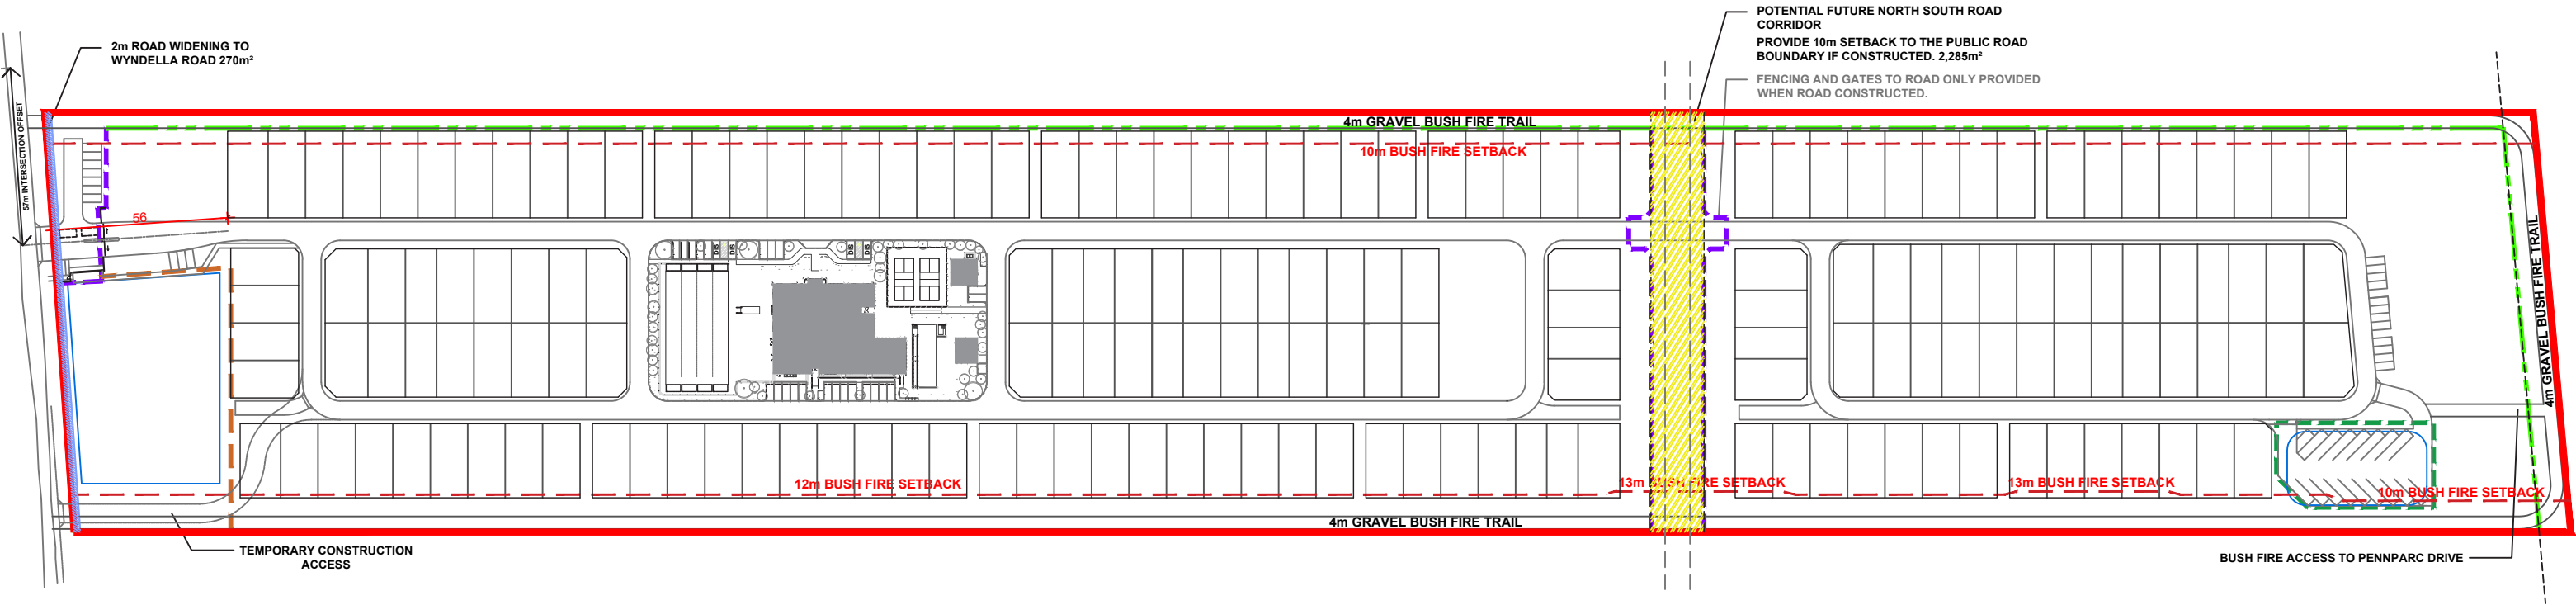 POTENTIAL FUTURE NORTH SOUTH ROAD
CORRIDOR
PROVIDE 10m SETBACK TO THE PUBLIC ROAD
BOUNDARY IF CONSTRUCTED. 2,285m²
FENCING AND GATES TO ROAD ONLY PROVIDED
WHEN ROAD CONSTRUCTED.
2m ROAD WIDENING TO
WYNDELLA ROAD 270m²
57m INTERSECTION OFFSET
4m GRAVEL BUSH FIRE TRAIL
10m BUSH FIRE SETBACK
56
DIS
DIS
DIS
DIS
4m GRAVEL BUSH FIRE TRAIL
12m BUSH FIRE SETBACK
13m BUSH FIRE SETBACK
13m BUSH FIRE SETBACK
10m BUSH FIRE SETBACK
4m GRAVEL BUSH FIRE TRAIL
TEMPORARY CONSTRUCTION
ACCESS
BUSH FIRE ACCESS TO PENNPARC DRIVE